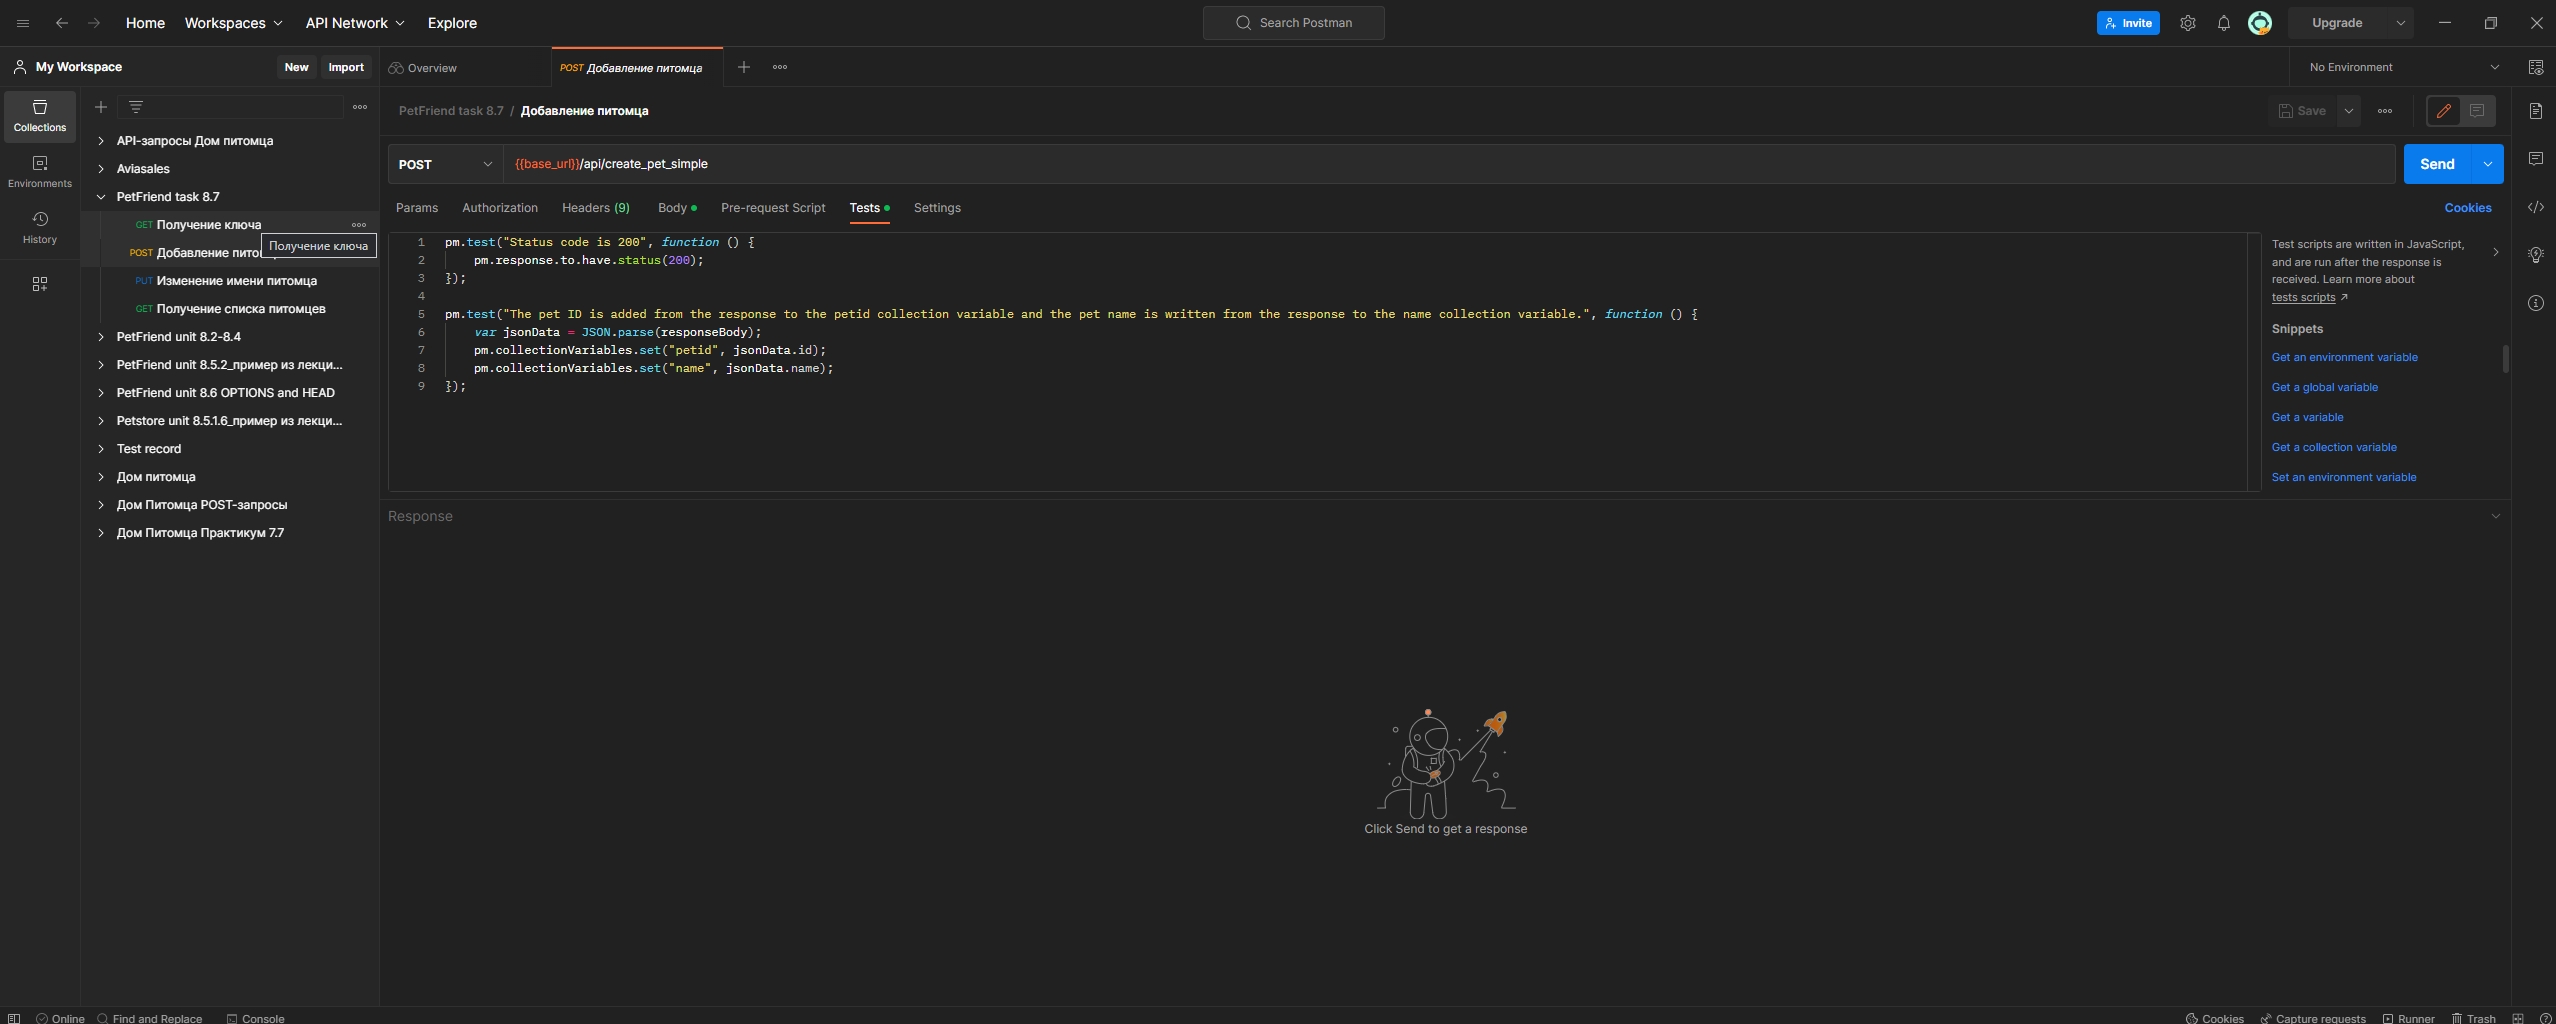 Home Workspaces API Network Explore Search Postman Invite Upgrade
My Workspace New Import Overview POST Добавление питомца No Environment
Collections
Environments
History
API-запросы Дом питомца
Aviasales
PetFriend task 8.7
GET Получение ключа
POST Добавление пито
Получение ключа
PUT Изменение имени питомца
GET Получение списка питомцев
PetFriend unit 8.2-8.4
PetFriend unit 8.5.2_пример из лекци...
PetFriend unit 8.6 OPTIONS and HEAD
Petstore unit 8.5.1.6_пример из лекци...
Test record
Дом питомца
Дом Питомца POST-запросы
Дом Питомца Практикум 7.7
PetFriend task 8.7 / Добавление питомца Save
POST {{base_url}}/api/create_pet_simple Send
Params Authorization Headers (9) Body Pre-request Script Tests Settings Cookies
1 pm.test("Status code is 200", function () {
2 pm.response.to.have.status(200);
3 });
4
5 pm.test("The pet ID is added from the response to the petid collection variable and the pet name is written from the response to the name collection variable.", function () {
6 var jsonData = JSON.parse(responseBody);
7 pm.collectionVariables.set("petid", jsonData.id);
8 pm.collectionVariables.set("name", jsonData.name);
9 });
Test scripts are written in JavaScript,
and are run after the response is
received. Learn more about
tests scripts ↗
Snippets
Get an environment variable
Get a global variable
Get a variable
Get a collection variable
Set an environment variable
Response
Click Send to get a response
Online Find and Replace Console Cookies Capture requests Runner Trash